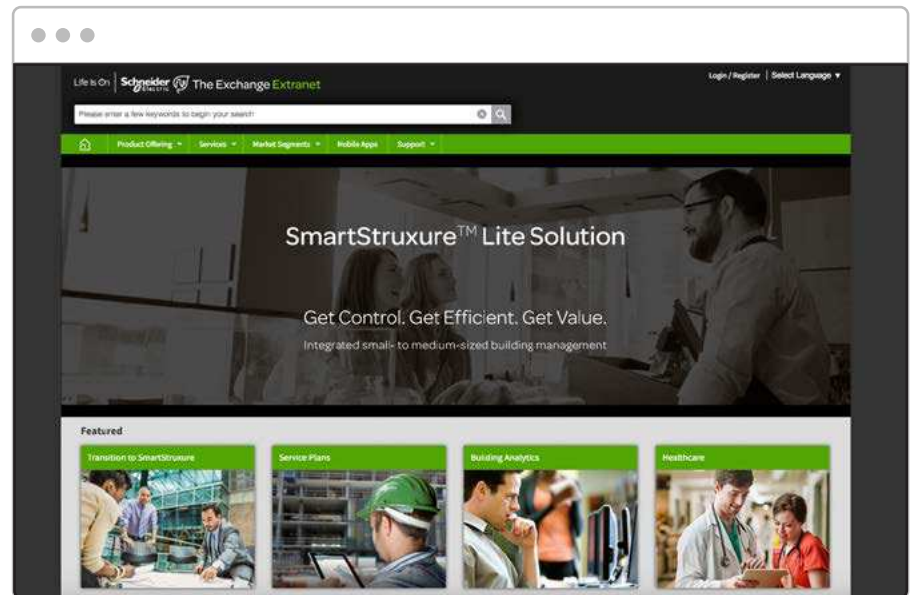 Life Is On | Schneider Electric The Exchange Extranet
Login / Register | Select Language ▼
Please enter a few keywords to begin your search
Product Offering Services Market Segments Mobile Apps Support
SmartStruxure™ Lite Solution
Get Control. Get Efficient. Get Value.
Integrated small- to medium-sized building management
Featured
Transition to SmartStruxure
Service Plans
Building Analytics
Healthcare